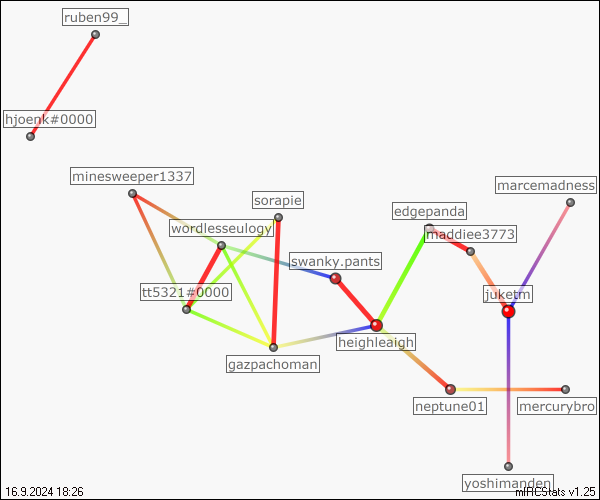 ruben99_
hjoenk#0000
minesweeper1337
marcemadness
sorapie
edgepanda
wordlesseulogy
maddiee3773
swanky.pants
tt5321#0000
juketm
heighleaigh
gazpachoman
neptune01
mercurybro
yoshimanden
16.9.2024 18:26
mIRCStats v1.25